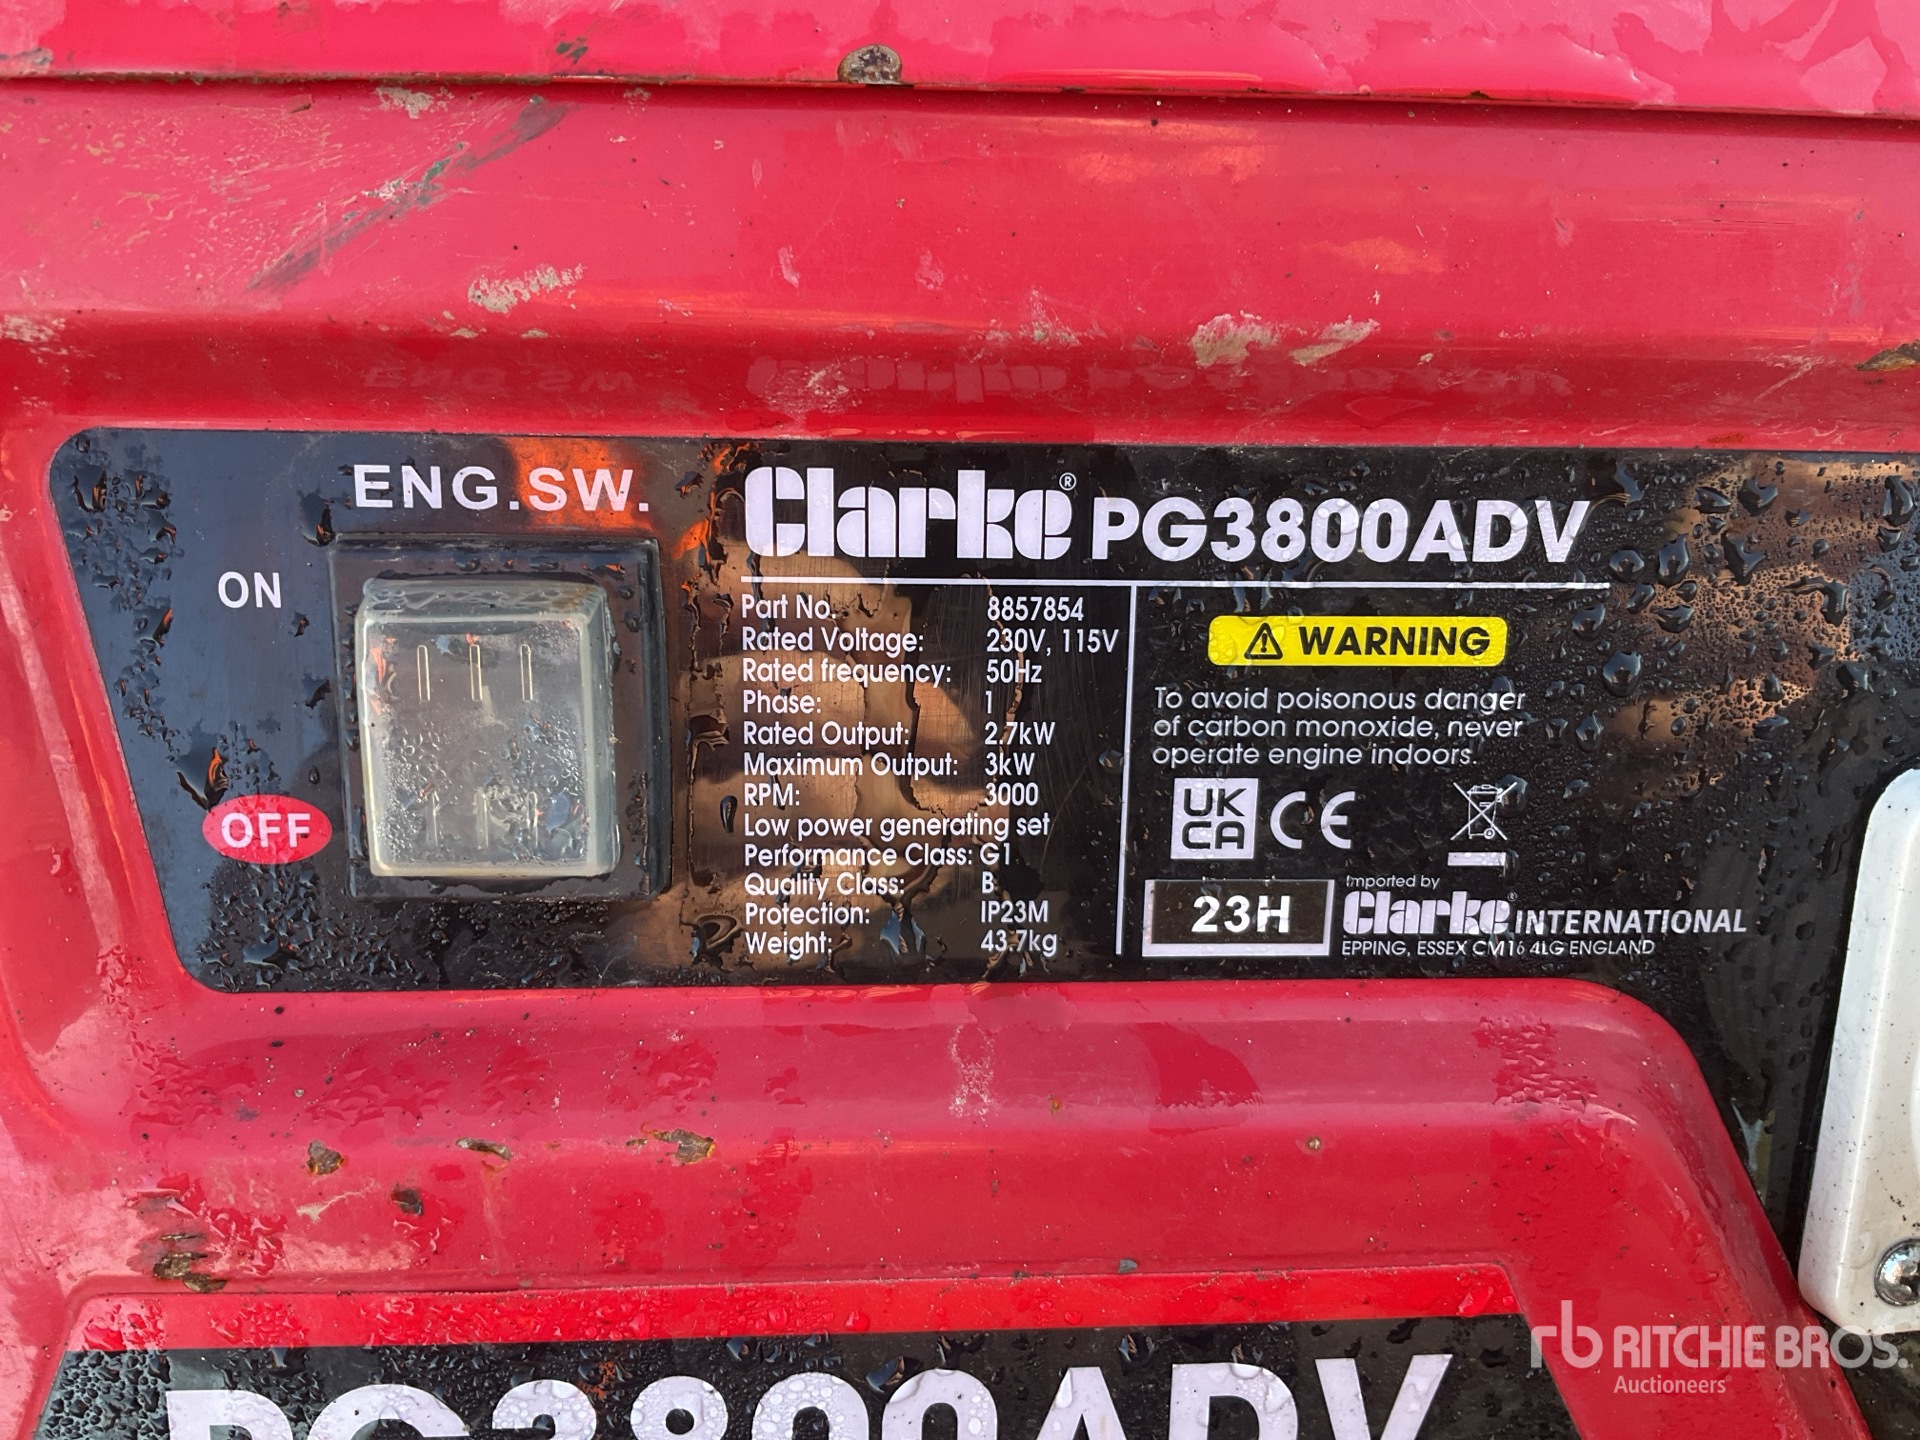 ENG.SW.
ON
OFF
Clarke® PG3800ADV
Part No. 8857854
Rated Voltage: 230V, 115V
Rated frequency: 50Hz
Phase: 1
Rated Output: 2.7kW
Maximum Output: 3kW
RPM: 3000
Low power generating set
Performance Class: G1
Quality Class: B
Protection: IP23M
Weight: 43.7kg
WARNING
To avoid poisonous danger
of carbon monoxide, never
operate engine indoors.
UK
CA
CE
23H
Imported by
Clarke® INTERNATIONAL
EPPING, ESSEX CM16 4LG ENGLAND
PG3800ADV
rb RITCHIE BROS.
Auctioneers